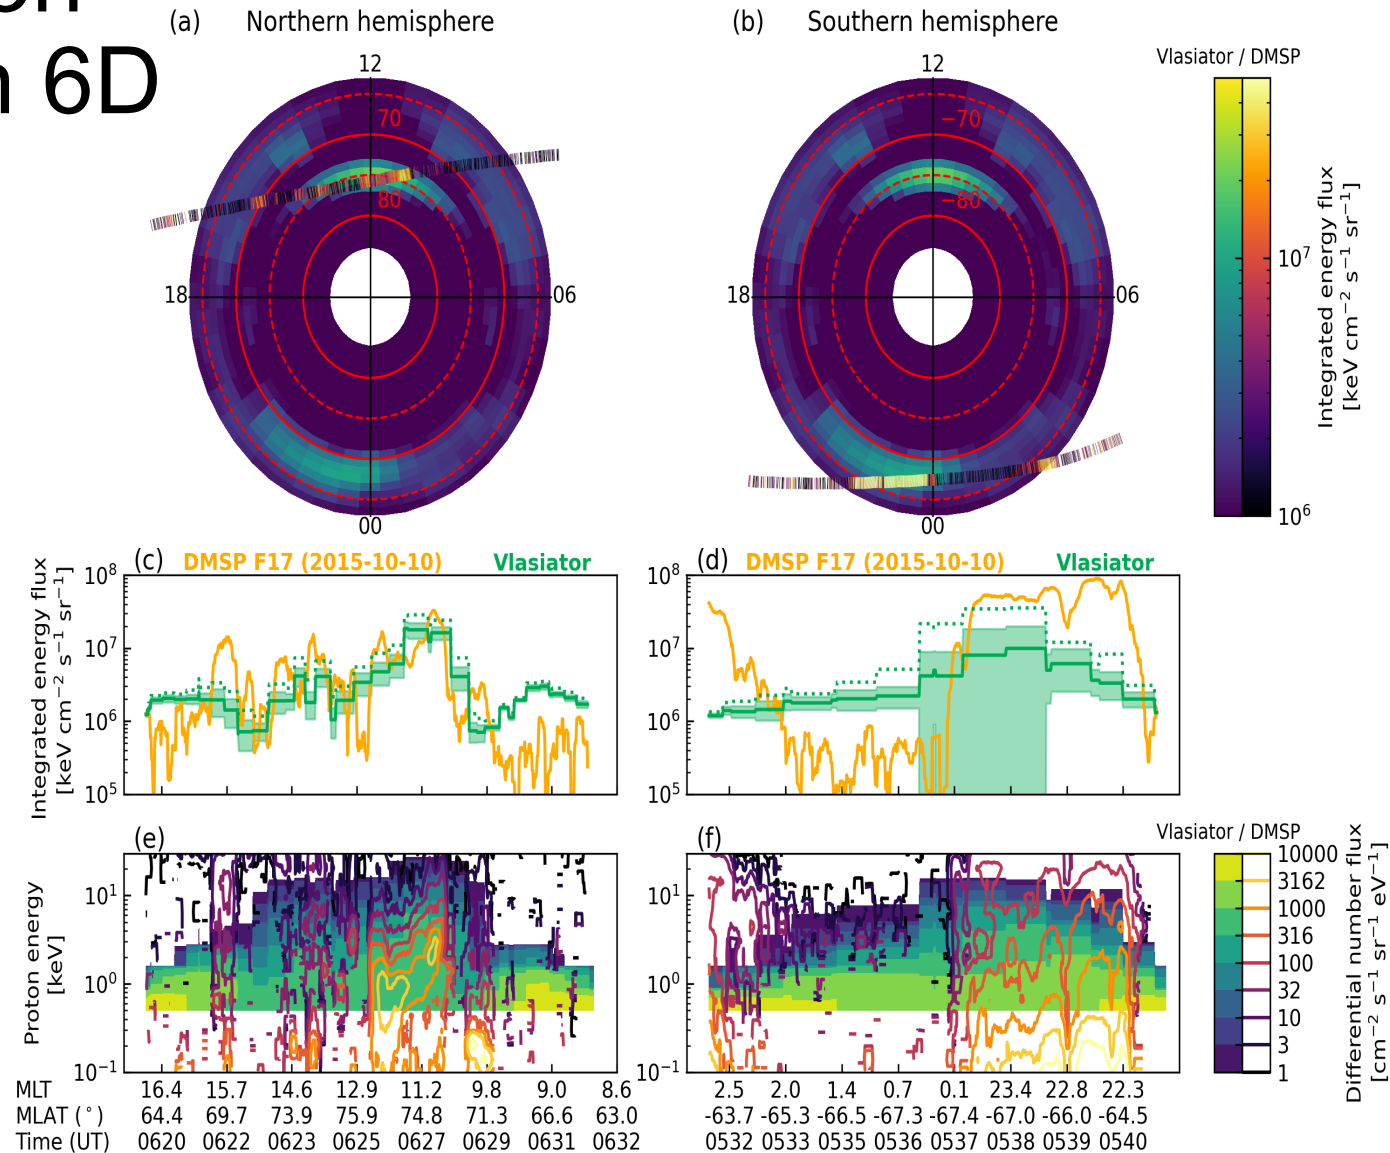 6D
(a) Northern hemisphere
(b) Southern hemisphere
12
70
80
18
06
00
12
−70
−80
18
06
00
Vlasiator / DMSP
10⁷
10⁶
Integrated energy flux
[keV cm⁻² s⁻¹ sr⁻¹]
(c) DMSP F17 (2015-10-10) Vlasiator
10⁸
10⁷
10⁶
10⁵
Integrated energy flux
[keV cm⁻² s⁻¹ sr⁻¹]
(d) DMSP F17 (2015-10-10) Vlasiator
10⁸
10⁷
10⁶
10⁵
(e)
10¹
10⁰
10⁻¹
Proton energy
[keV]
(f)
10¹
10⁰
10⁻¹
Vlasiator / DMSP
10000
3162
1000
316
100
32
10
3
1
Differential number flux
[cm⁻² s⁻¹ sr⁻¹ eV⁻¹]
MLT 16.4 15.7 14.6 12.9 11.2 9.8 9.0 8.6 2.5 2.0 1.4 0.7 0.1 23.4 22.8 22.3
MLAT (°) 64.4 69.7 73.9 75.9 74.8 71.3 66.6 63.0 -63.7 -65.3 -66.5 -67.3 -67.4 -67.0 -66.0 -64.5
Time (UT) 0620 0622 0623 0625 0627 0629 0631 0632 0532 0533 0535 0536 0537 0538 0539 0540